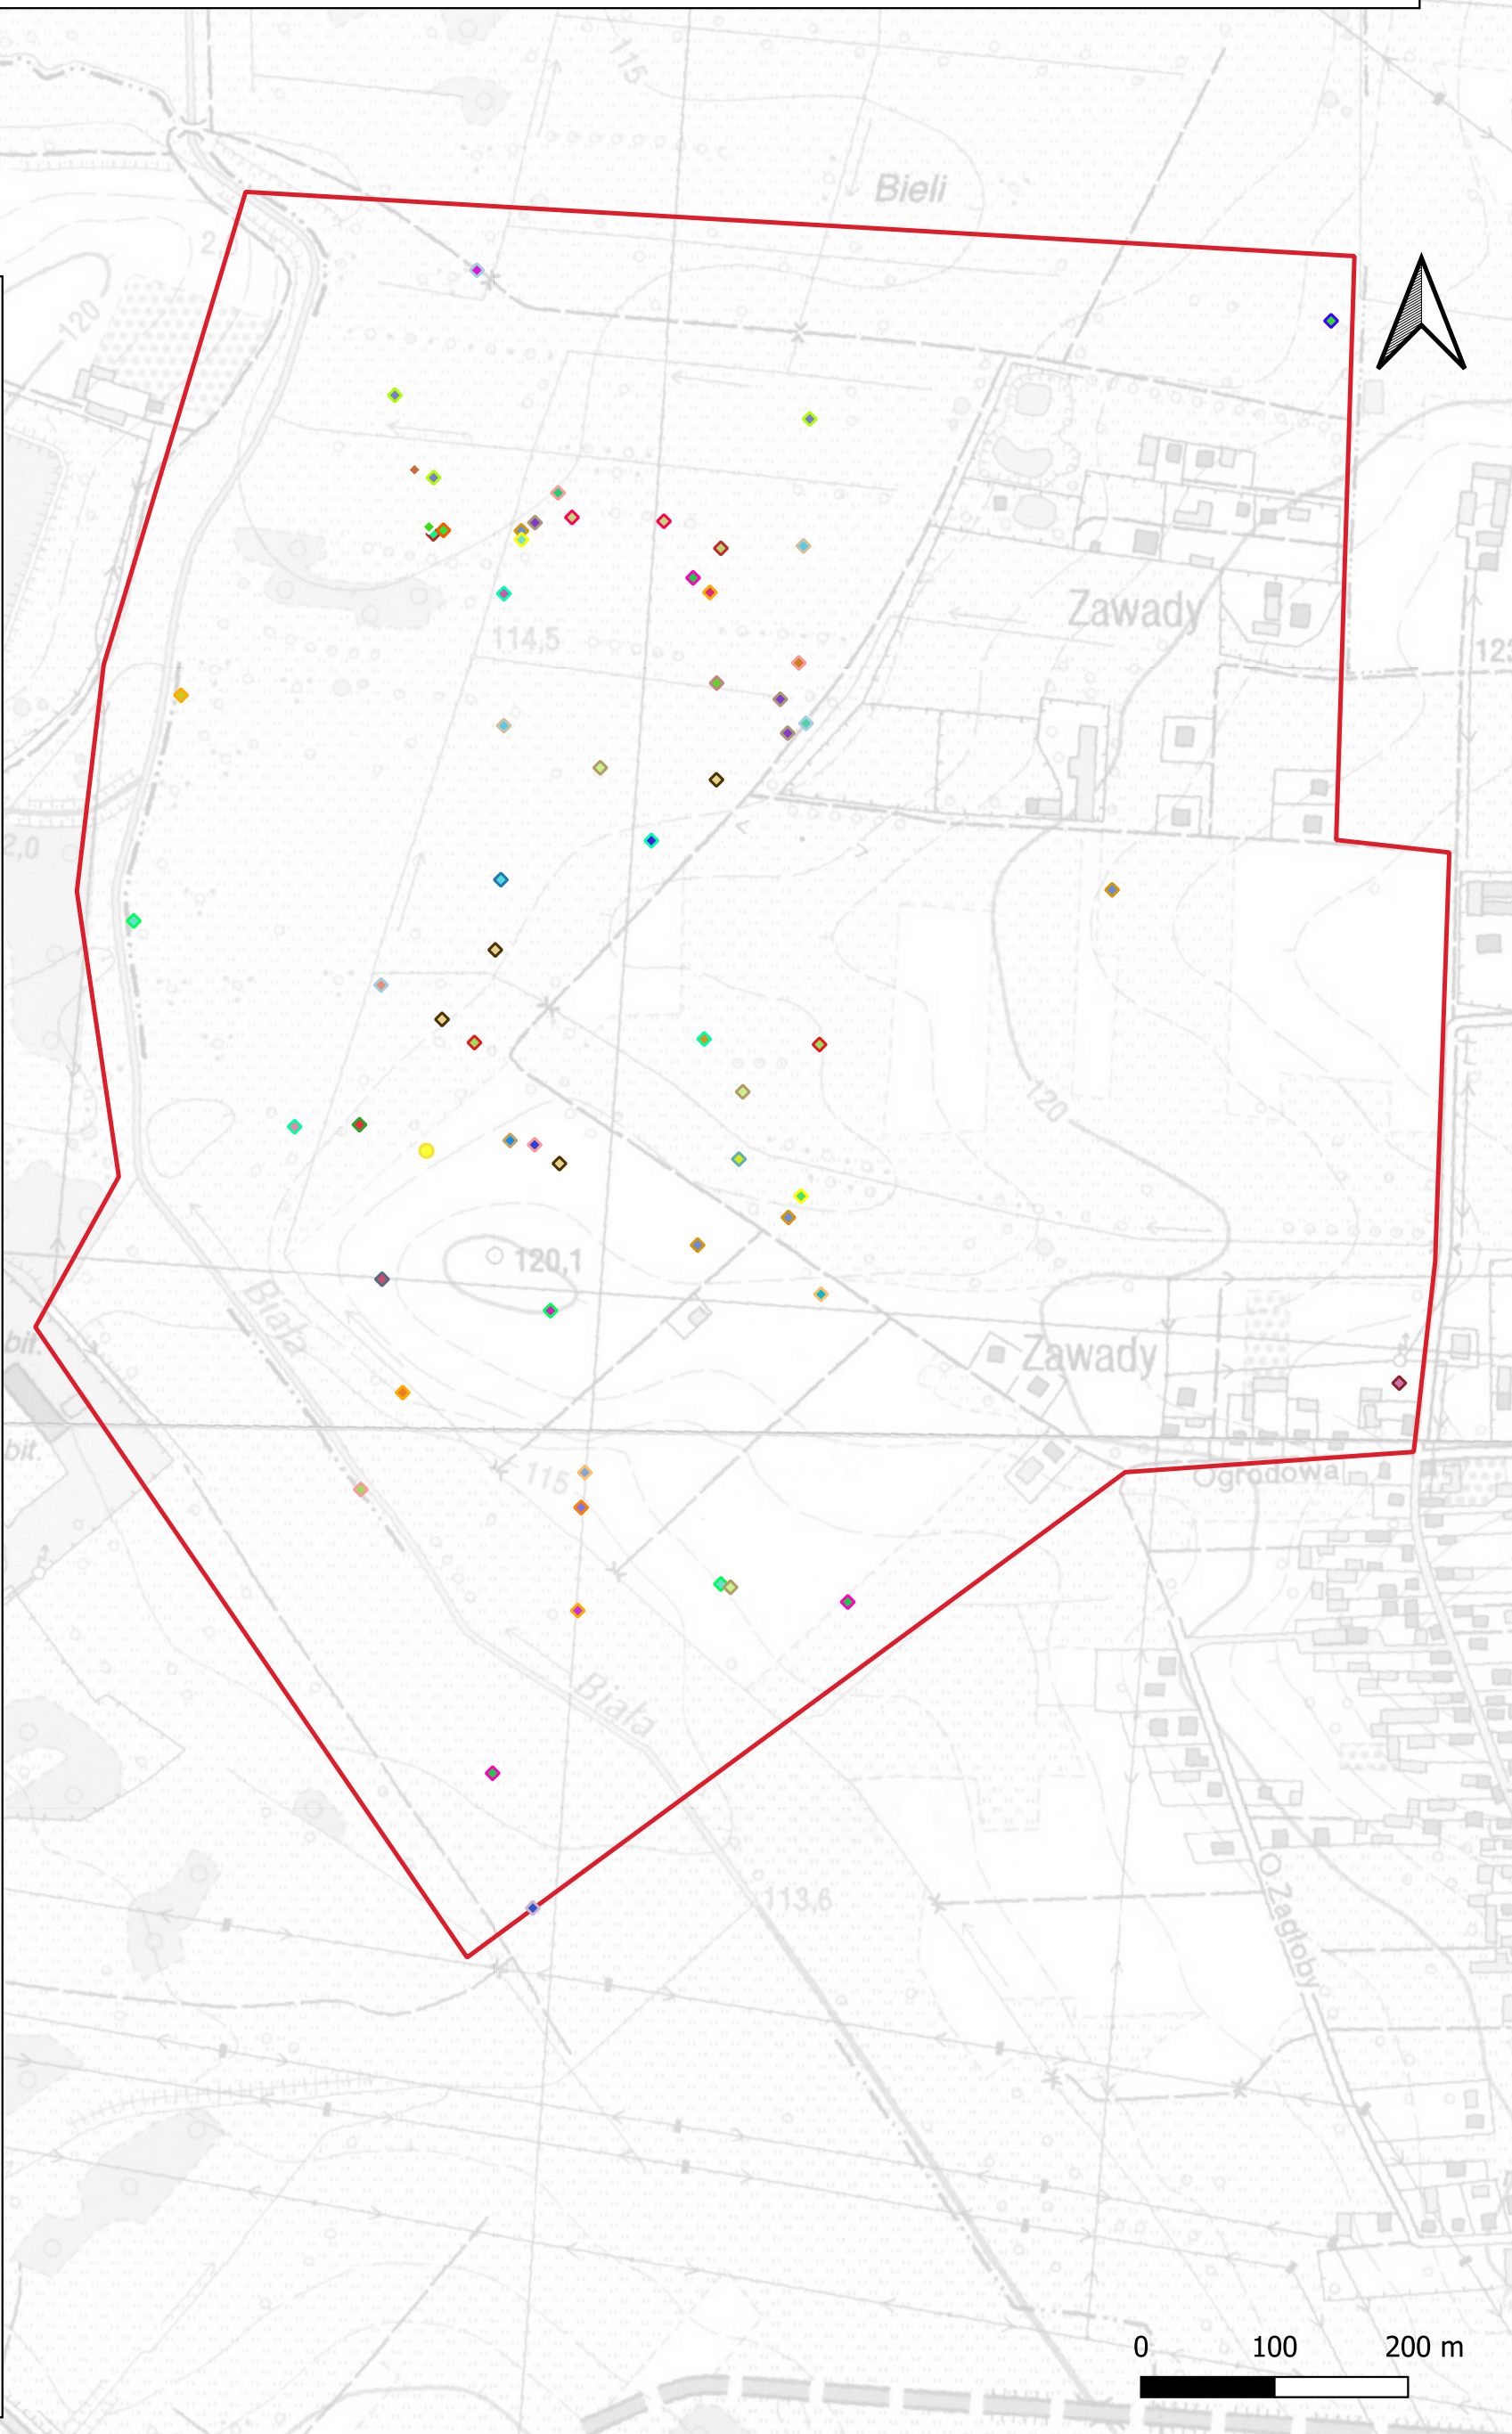 115
Bieli
2
120
Zawady
114,5
123
2,0
120
120,1
Biała
Zawady
bit.
bit.
115
Ogrodowa
Biała
113,6
O. Zagłoby
0 100 200 m